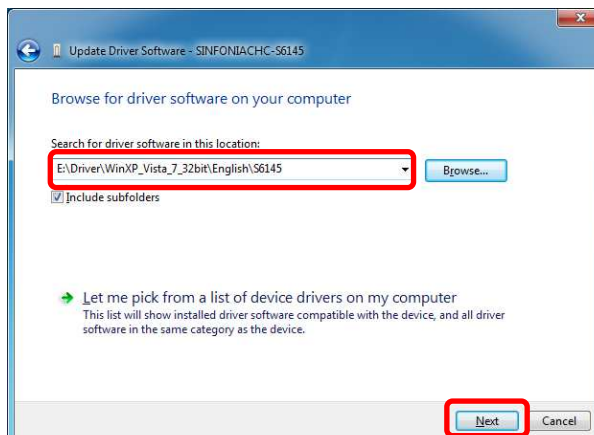 Update Driver Software - SINFONIACHC-S6145
Browse for driver software on your computer
Search for driver software in this location:
E:\Driver\WinXP_Vista_7_32bit\English\S6145
Browse...
Include subfolders
Let me pick from a list of device drivers on my computer
This list will show installed driver software compatible with the device, and all driver
software in the same category as the device.
Next
Cancel